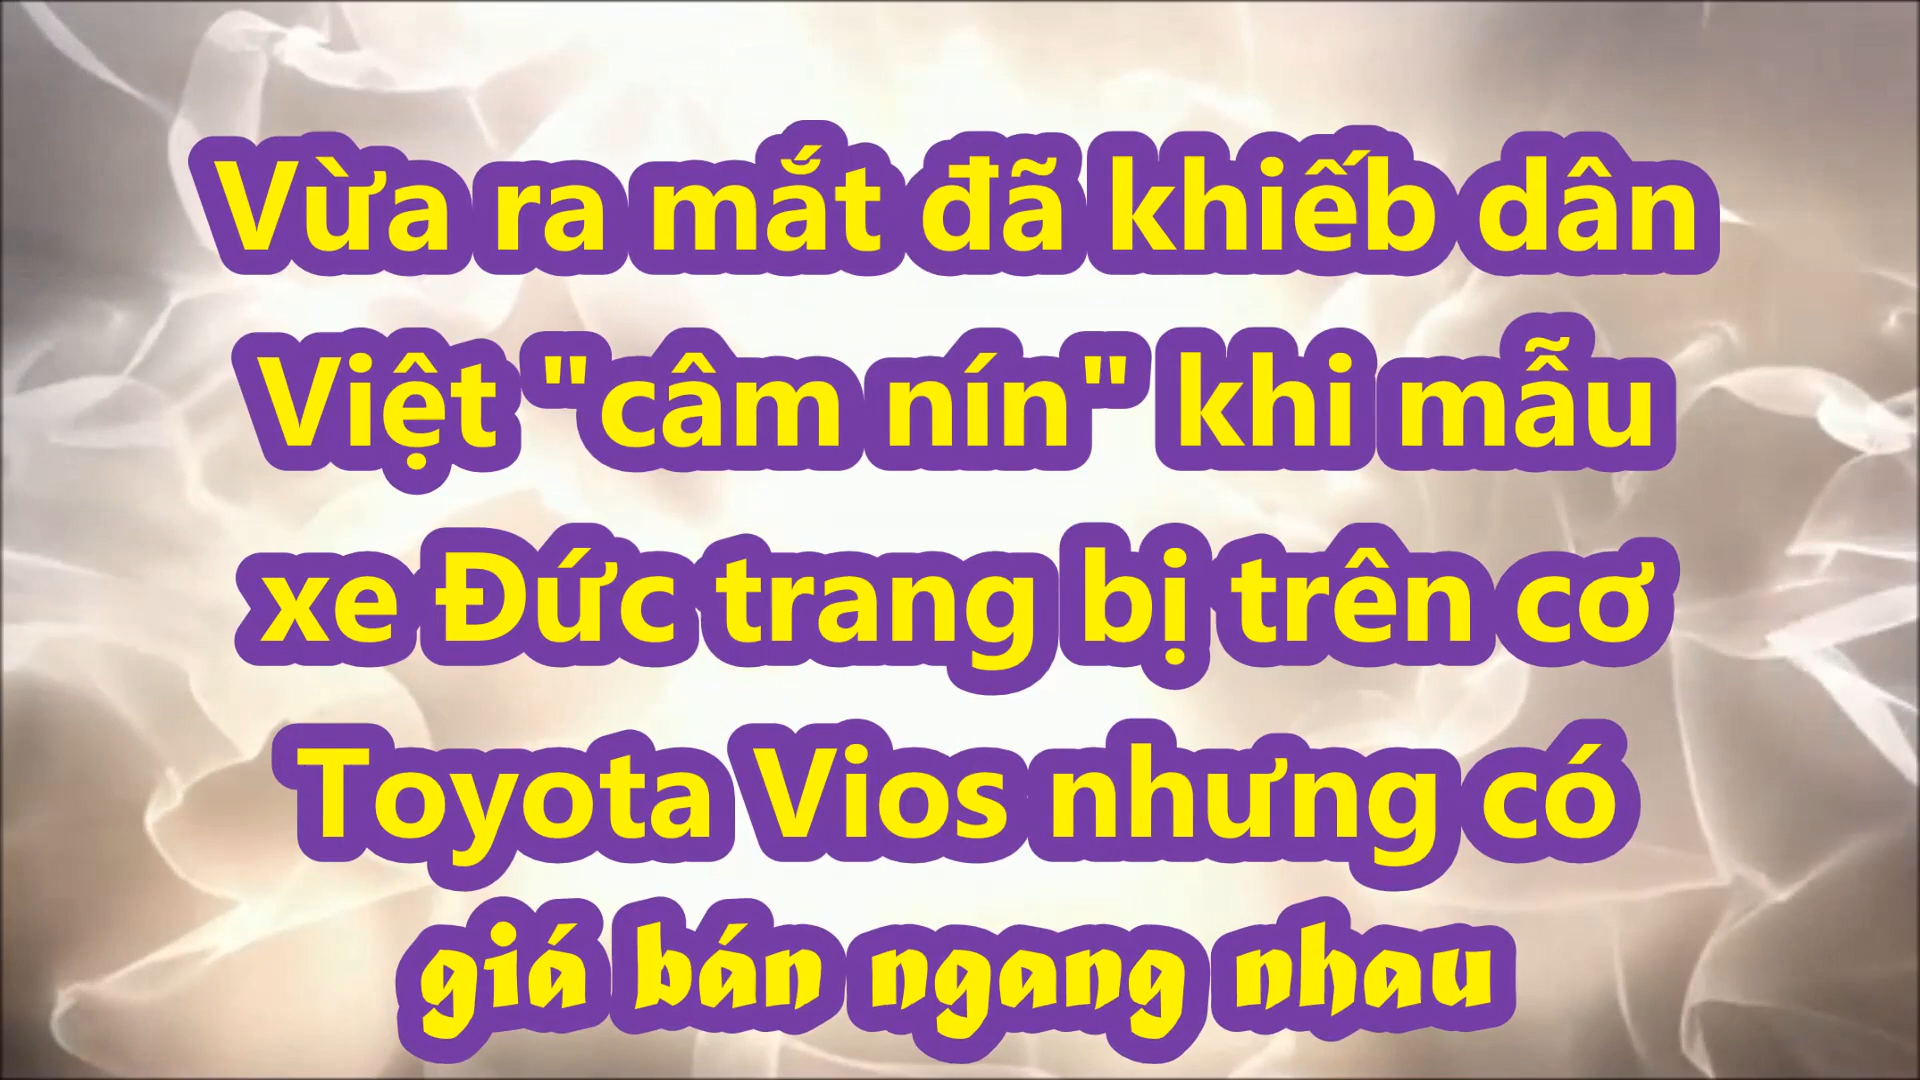 Vừa ra mắt đã khiếb dân
Việt "câm nín" khi mẫu
xe Đức trang bị trên cơ
Toyota Vios nhưng có
giá bán ngang nhau